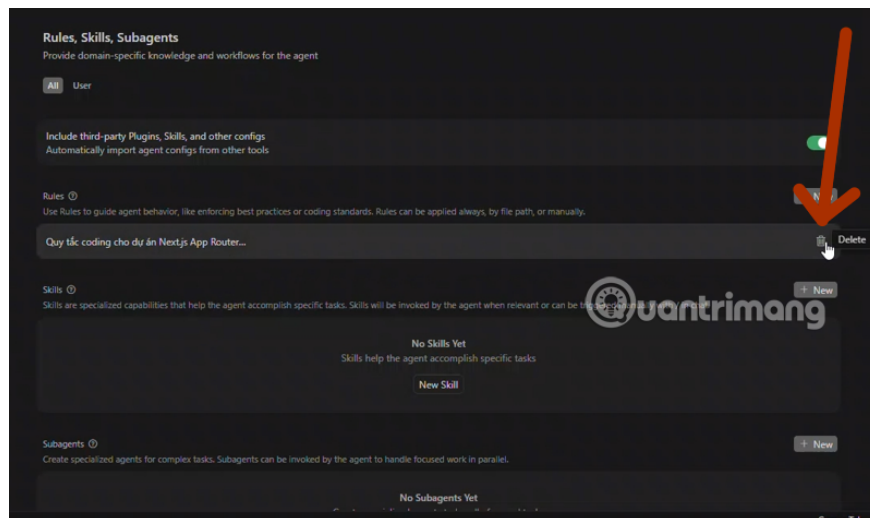 Rules, Skills, Subagents
Provide domain-specific knowledge and workflows for the agent
All User
Include third-party Plugins, Skills, and other configs
Automatically import agent configs from other tools
Rules
Use Rules to guide agent behavior, like enforcing best practices or coding standards. Rules can be applied always, by file path, or manually.
Quy tắc coding cho dự án Next.js App Router...
Delete
Skills
+ New
Skills are specialized capabilities that help the agent accomplish specific tasks. Skills will be invoked by the agent when relevant or can be
Quantrimang
No Skills Yet
Skills help the agent accomplish specific tasks
New Skill
Subagents
+ New
Create specialized agents for complex tasks. Subagents can be invoked by the agent to handle focused work in parallel.
No Subagents Yet